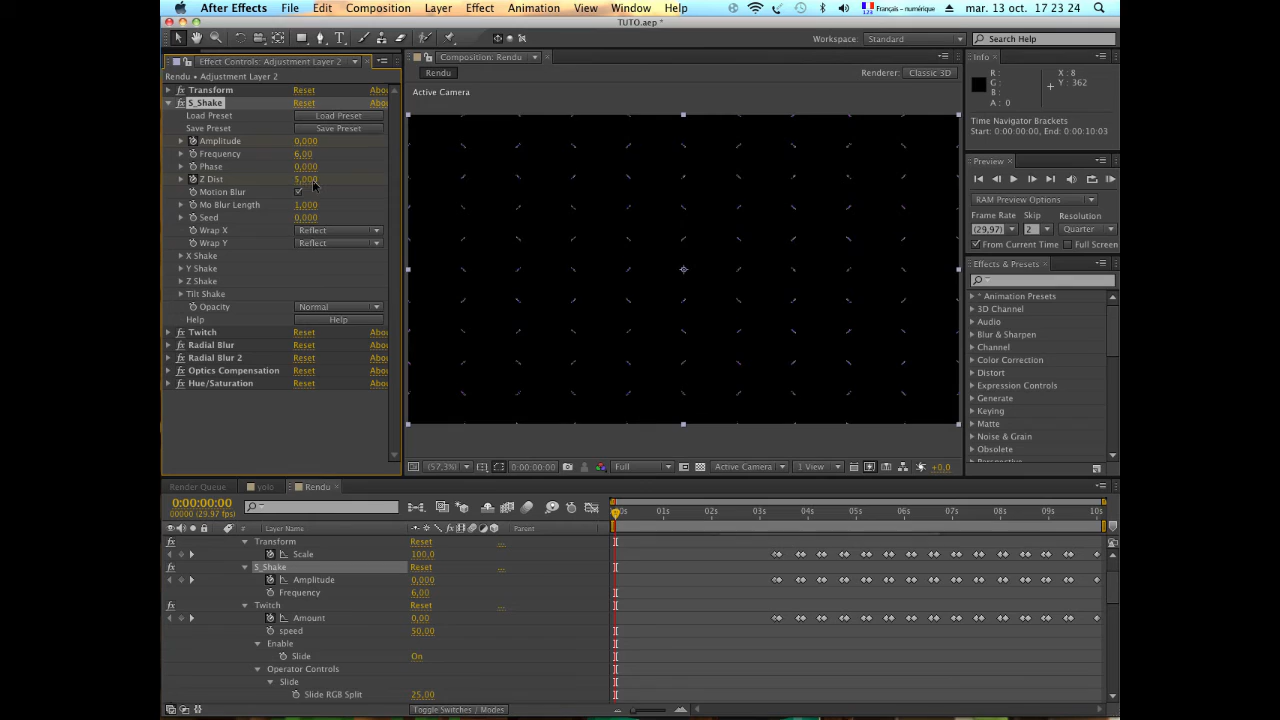 After Effects File Edit Composition Layer Effect Animation View Window Help Français - numérique mar. 13 oct. 17 23 24
TUTO.aep *
Workspace: Standard Search Help
Effect Controls: Adjustment Layer 2
Rendu • Adjustment Layer 2
Transform Reset Abou
S_Shake Reset Abou
Load Preset Load Preset
Save Preset Save Preset
Amplitude 0,000
Frequency 6,00
Phase 0,000
Z Dist 5,000
Motion Blur
Mo Blur Length 1,000
Seed 0,000
Wrap X Reflect
Wrap Y Reflect
X Shake
Y Shake
Z Shake
Tilt Shake
Opacity Normal
Help Help
Twitch Reset Abou
Radial Blur Reset Abou
Radial Blur 2 Reset Abou
Optics Compensation Reset Abou
Hue/Saturation Reset Abou
Composition: Rendu
Rendu Renderer: Classic 3D
Active Camera
(57,3%) 0:00:00:00 Full Active Camera 1 View +0,0
Info
R : X : 8
G : Y : 362
B :
A : 0
Time Navigator Brackets
Start: 0:00:00:00, End: 0:00:10:03
Preview
RAM Preview Options
Frame Rate Skip Resolution
(29,97) 2 Quarter
From Current Time Full Screen
Effects & Presets
* Animation Presets
3D Channel
Audio
Blur & Sharpen
Channel
Color Correction
Distort
Expression Controls
Generate
Keying
Matte
Noise & Grain
Obsolete
Perspective
Render Queue yolo Rendu
0:00:00:00
00000 (29.97 fps)
# Layer Name Parent
00s 01s 02s 03s 04s 05s 06s 07s 08s 09s 10s
Transform Reset ...
Scale 100,0
S_Shake Reset ...
Amplitude 0,000
Frequency 6,00
Twitch Reset ...
Amount 0,00
speed 50,00
Enable
Slide On
Operator Controls
Slide
Slide RGB Split 25,00
Toggle Switches / Modes